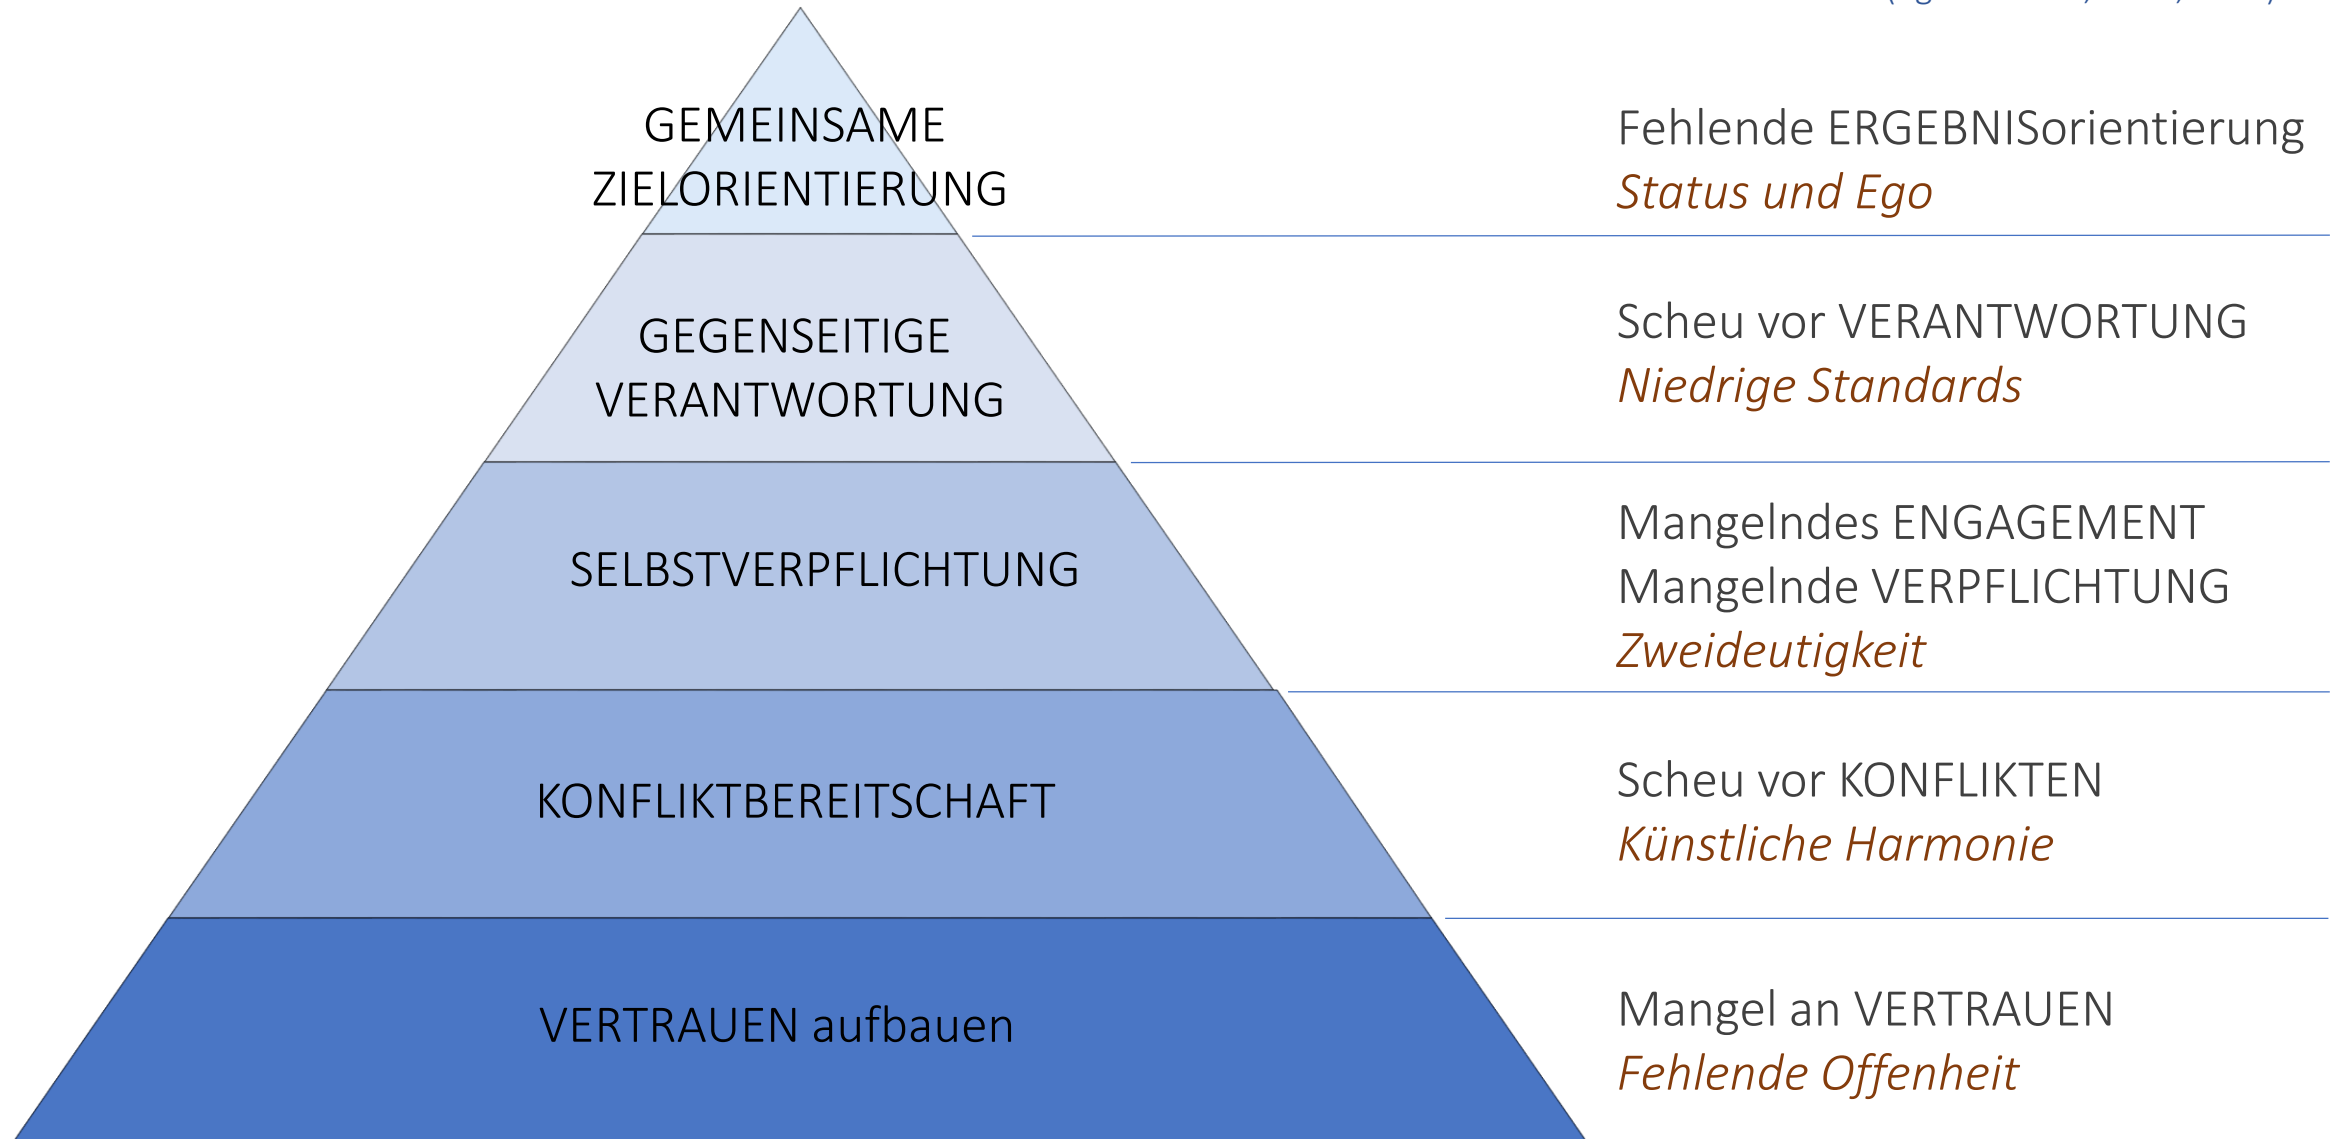 GEMEINSAME
ZIELORIENTIERUNG
Fehlende ERGEBNISorientierung
Status und Ego
GEGENSEITIGE
VERANTWORTUNG
Scheu vor VERANTWORTUNG
Niedrige Standards
SELBSTVERPFLICHTUNG
Mangelndes ENGAGEMENT
Mangelnde VERPFLICHTUNG
Zweideutigkeit
KONFLIKTBEREITSCHAFT
Scheu vor KONFLIKTEN
Künstliche Harmonie
VERTRAUEN aufbauen
Mangel an VERTRAUEN
Fehlende Offenheit